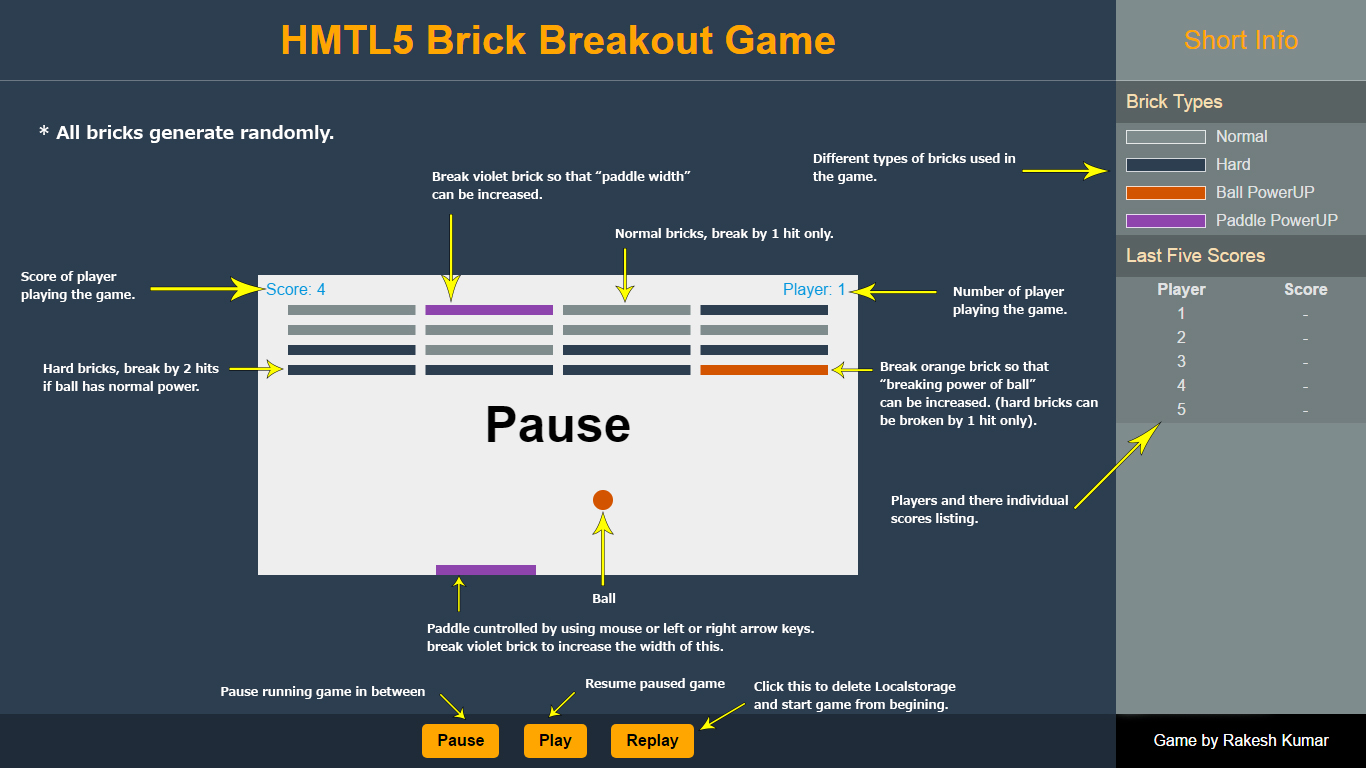 HMTL5 Brick Breakout Game
Short Info
* All bricks generate randomly.
Break violet brick so that “paddle width”
can be increased.
Different types of bricks used in
the game.
Normal bricks, break by 1 hit only.
Score of player
playing the game.
Score: 4
Player: 1
Number of player
playing the game.
Hard bricks, break by 2 hits
if ball has normal power.
Break orange brick so that
“breaking power of ball”
can be increased. (hard bricks can
be broken by 1 hit only).
Pause
Players and there individual
scores listing.
Ball
Paddle cuntrolled by using mouse or left or right arrow keys.
break violet brick to increase the width of this.
Pause running game in between
Resume paused game
Click this to delete Localstorage
and start game from begining.
Pause
Play
Replay
Brick Types
Normal
Hard
Ball PowerUP
Paddle PowerUP
Last Five Scores
Player Score
1 -
2 -
3 -
4 -
5 -
Game by Rakesh Kumar